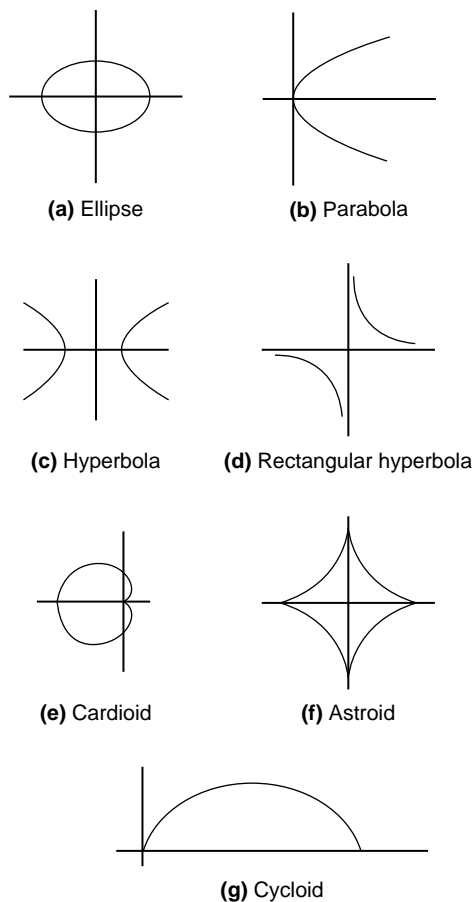 (a) Ellipse
(b) Parabola
(c) Hyperbola
(d) Rectangular hyperbola
(e) Cardioid
(f) Astroid
(g) Cycloid